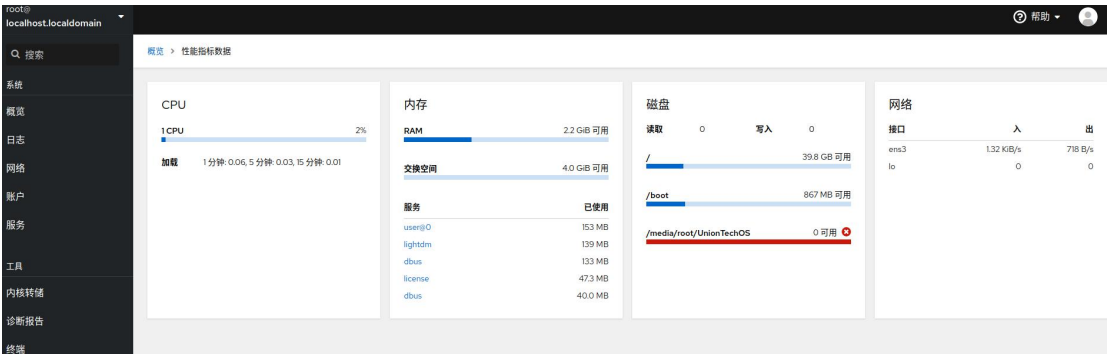 root@
localhost.localdomain
帮助
搜索
系统
概览
日志
网络
账户
服务
工具
内核转储
诊断报告
终端
概览 > 性能指标数据
CPU
1 CPU 2%
加载 1 分钟: 0.06, 5 分钟: 0.03, 15 分钟: 0.01
内存
RAM 2.2 GiB 可用
交换空间 4.0 GiB 可用
服务 已使用
user@0 153 MB
lightdm 139 MB
dbus 133 MB
license 47.3 MB
dbus 40.0 MB
磁盘
读取 0 写入 0
/ 39.8 GB 可用
/boot 867 MB 可用
/media/root/UnionTechOS 0 可用
网络
接口 入 出
ens3 1.32 KiB/s 718 B/s
lo 0 0